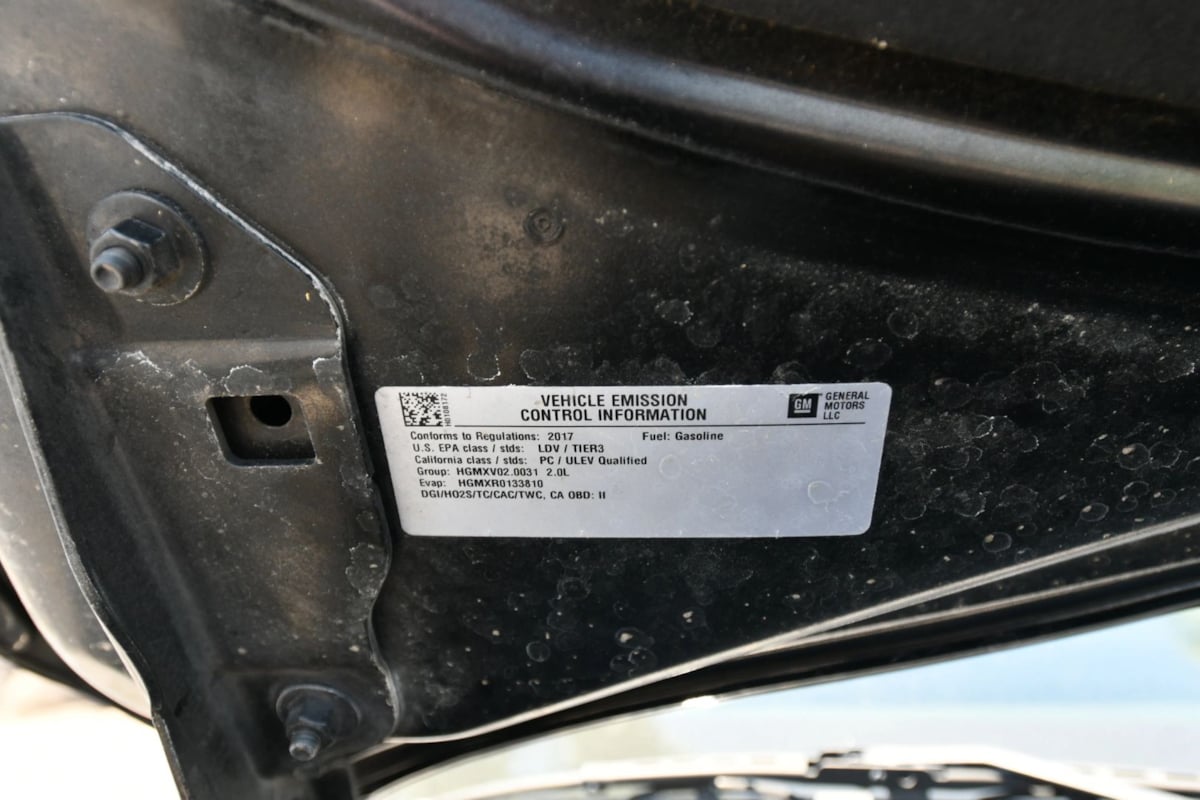 VEHICLE EMISSION
CONTROL INFORMATION
GM
GENERAL
MOTORS
LLC
Conforms to Regulations: 2017 Fuel: Gasoline
U.S. EPA class / stds: LDV / TIER3
California class / stds: PC / ULEV Qualified
Group: HGMXV02.0031 2.0L
Evap: HGMXR0133810
DGI/HO2S/TC/CAC/TWC, CA OBD: II